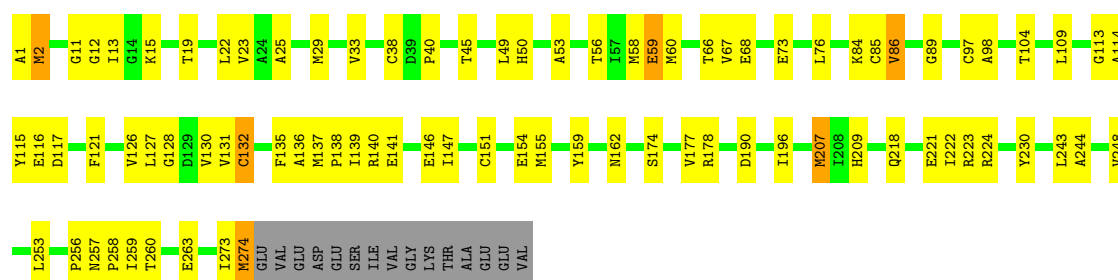 A1 M2 G11 G12 I13 G14 K15 T19 L22 V23 A24 A25 M29 V33 C38 D39 P40 T45 L49 H50 A53 T56 I57 M58 E59 M60 T66 V67 E68 E73 L76 K84 C85 V86 G89 C97 A98 T104 L109 G113 A114
Y115 E116 D117 F121 V126 L127 G128 D129 V130 V131 C132 F135 A136 M137 P138 I139 R140 E141 E146 I147 C151 E154 M155 Y159 N162 S174 V177 R178 D190 I196 M207 I208 H209 Q218 E221 I222 R223 R224 Y230 L243 A244 V248
L253 P256 N257 P258 I259 T260 E263 I273 M274 GLU VAL GLU ASP GLU SER ILE VAL GLY LYS THR ALA GLU GLU VAL